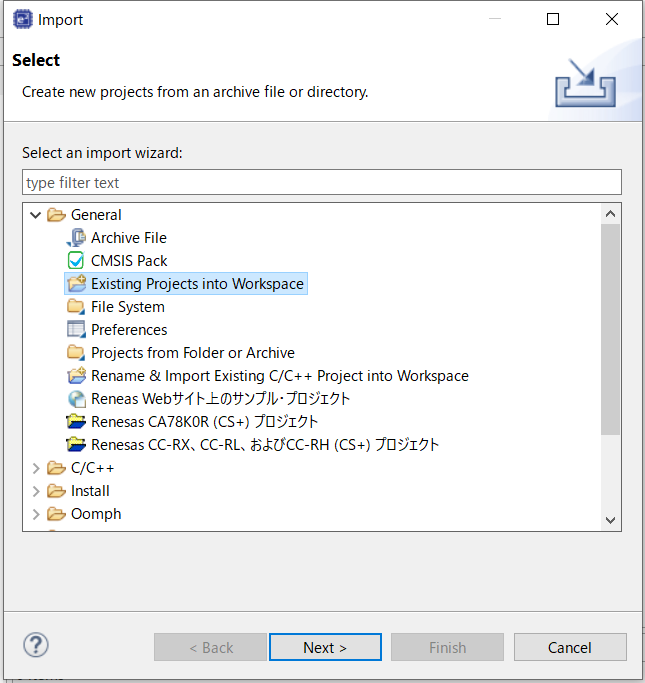 Import
Select
Create new projects from an archive file or directory.
Select an import wizard:
type filter text
General
Archive File
CMSIS Pack
Existing Projects into Workspace
File System
Preferences
Projects from Folder or Archive
Rename & Import Existing C/C++ Project into Workspace
Reneas Webサイト上のサンプル・プロジェクト
Renesas CA78K0R (CS+) プロジェクト
Renesas CC-RX、CC-RL、およびCC-RH (CS+) プロジェクト
C/C++
Install
Oomph
?
< Back
Next >
Finish
Cancel